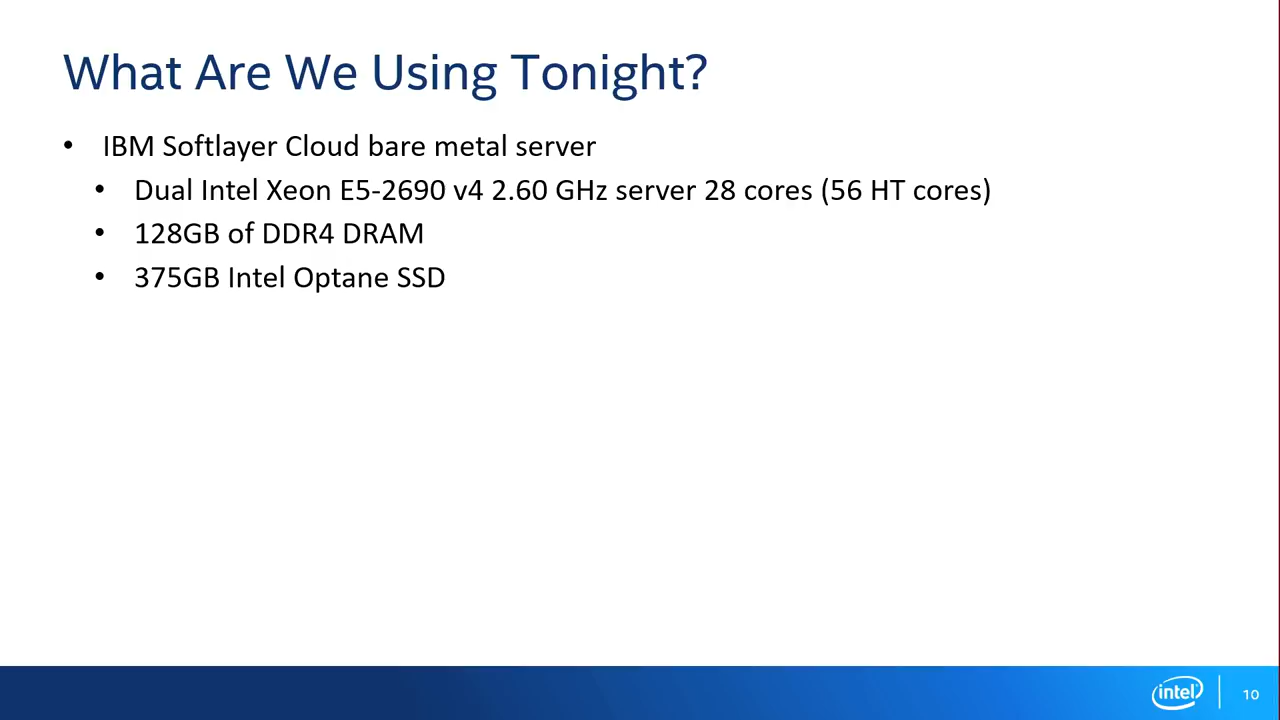 What Are We Using Tonight?
• IBM Softlayer Cloud bare metal server
• Dual Intel Xeon E5-2690 v4 2.60 GHz server 28 cores (56 HT cores)
• 128GB of DDR4 DRAM
• 375GB Intel Optane SSD
intel
10